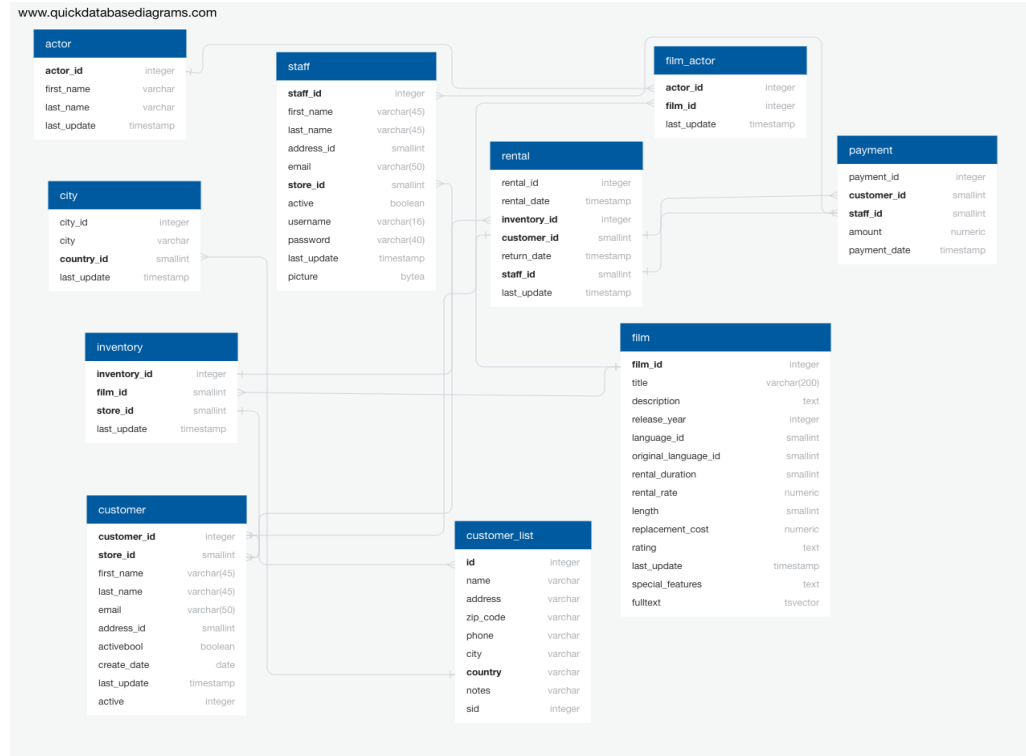 www.quickdatabasediagrams.com
actor
actor_id integer
first_name varchar
last_name varchar
last_update timestamp
staff
staff_id integer
first_name varchar(45)
last_name varchar(45)
address_id smallint
email varchar(50)
store_id smallint
active boolean
username varchar(16)
password varchar(40)
last_update timestamp
picture bytea
film_actor
actor_id integer
film_id integer
last_update timestamp
rental
rental_id integer
rental_date timestamp
inventory_id integer
customer_id smallint
return_date timestamp
staff_id smallint
last_update timestamp
payment
payment_id integer
customer_id smallint
staff_id smallint
amount numeric
payment_date timestamp
city
city_id integer
city varchar
country_id smallint
last_update timestamp
inventory
inventory_id integer
film_id smallint
store_id smallint
last_update timestamp
film
film_id integer
title varchar(200)
description text
release_year integer
language_id smallint
original_language_id smallint
rental_duration smallint
rental_rate numeric
length smallint
replacement_cost numeric
rating text
last_update timestamp
special_features text
fulltext tsvector
customer
customer_id integer
store_id smallint
first_name varchar(45)
last_name varchar(45)
email varchar(50)
address_id smallint
activebool boolean
create_date date
last_update timestamp
active integer
customer_list
id integer
name varchar
address varchar
zip_code varchar
phone varchar
city varchar
country varchar
notes varchar
sid integer